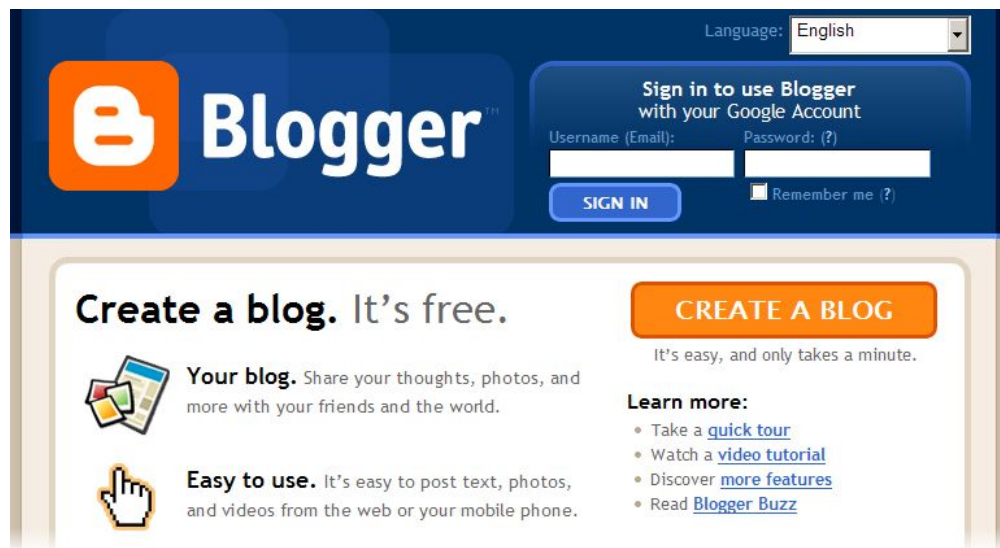 Language: English
Blogger™
Sign in to use Blogger
with your Google Account
Username (Email): Password: (?)
SIGN IN
Remember me (?)
Create a blog. It's free.
Your blog. Share your thoughts, photos, and
more with your friends and the world.
Easy to use. It's easy to post text, photos,
and videos from the web or your mobile phone.
CREATE A BLOG
It's easy, and only takes a minute.
Learn more:
Take a quick tour
Watch a video tutorial
Discover more features
Read Blogger Buzz